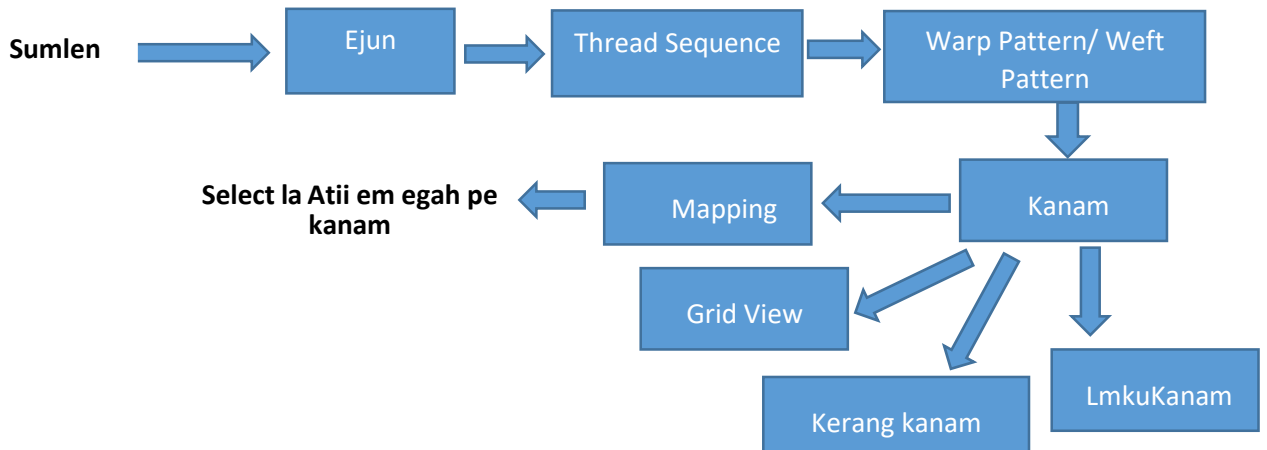 Sumlen
Ejun
Thread Sequence
Warp Pattern/ Weft
Pattern
Select la Atii em egah pe
kanam
Mapping
Kanam
Grid View
Kerang kanam
LmkuKanam